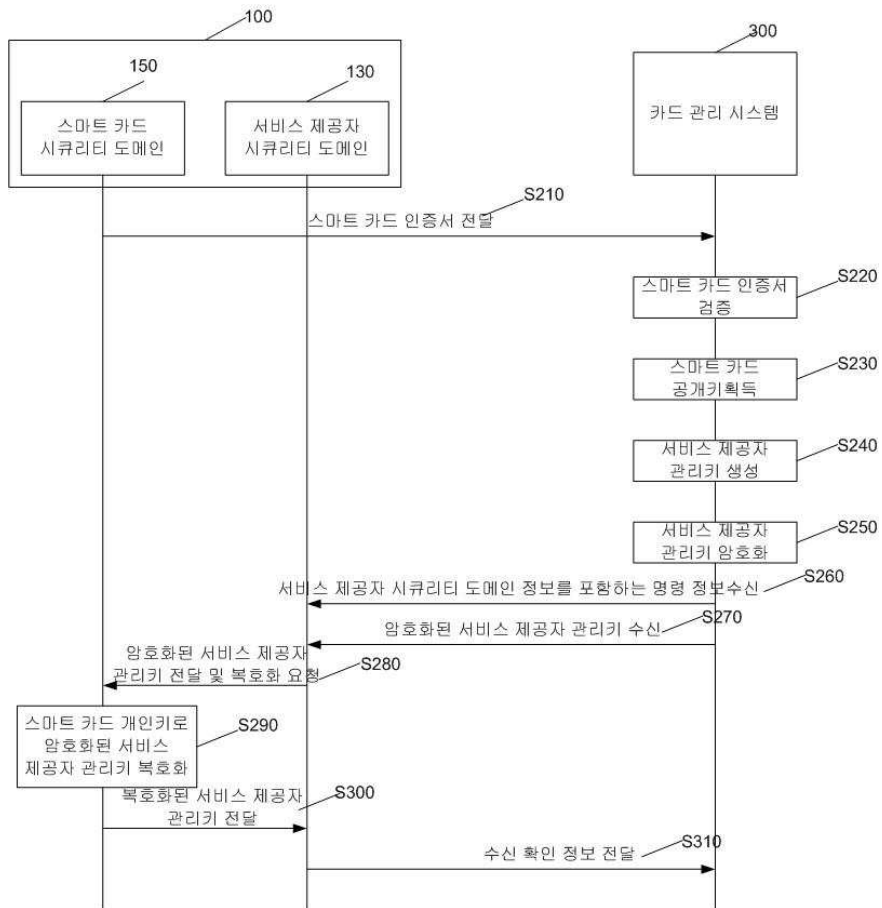 100
300
150
130
스마트 카드
시큐리티 도메인
서비스 제공자
시큐리티 도메인
카드 관리 시스템
S210
스마트 카드 인증서 전달
스마트 카드 인증서
검증
S220
스마트 카드
공개키획득
S230
서비스 제공자
관리키 생성
S240
서비스 제공자
관리키 암호화
S250
서비스 제공자 시큐리티 도메인 정보를 포함하는 명령 정보수신
S260
암호화된 서비스 제공자 관리키 수신
S270
암호화된 서비스 제공자
관리키 전달 및 복호화 요청
S280
스마트 카드 개인키로
암호화된 서비스
제공자 관리키 복호화
S290
복호화된 서비스 제공자
관리키 전달
S300
수신 확인 정보 전달
S310